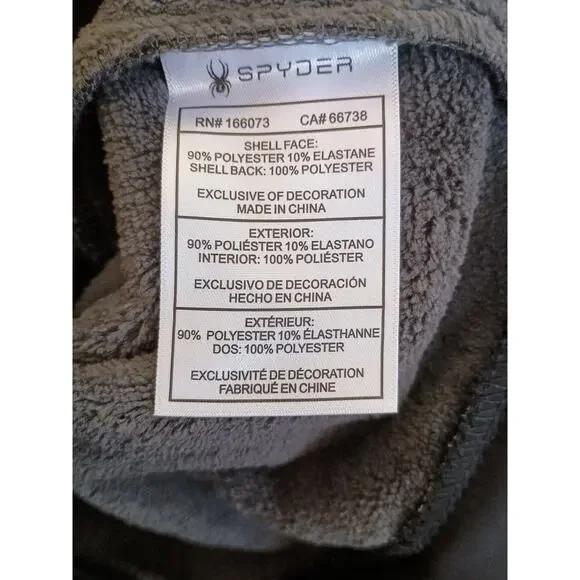 SPYDER
RN# 166073 CA# 66738
SHELL FACE:
90% POLYESTER 10% ELASTANE
SHELL BACK: 100% POLYESTER
EXCLUSIVE OF DECORATION
MADE IN CHINA
EXTERIOR:
90% POLIÉSTER 10% ELASTANO
INTERIOR: 100% POLIÉSTER
EXCLUSIVO DE DECORACIÓN
HECHO EN CHINA
EXTÉRIEUR:
90% POLYESTER 10% ÉLASTHANNE
DOS: 100% POLYESTER
EXCLUSIVITÉ DE DÉCORATION
FABRIQUÉ EN CHINE